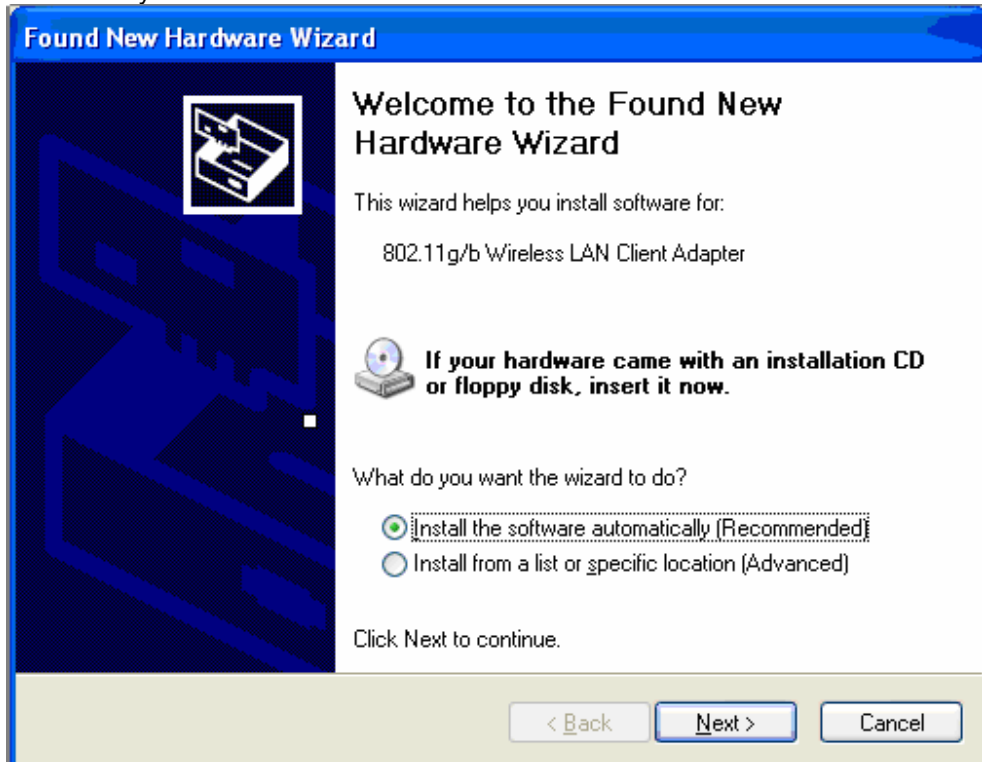 Found New Hardware Wizard
Welcome to the Found New
Hardware Wizard
This wizard helps you install software for:
802.11g/b Wireless LAN Client Adapter
If your hardware came with an installation CD
or floppy disk, insert it now.
What do you want the wizard to do?
Install the software automatically (Recommended)
Install from a list or specific location (Advanced)
Click Next to continue.
< Back
Next >
Cancel